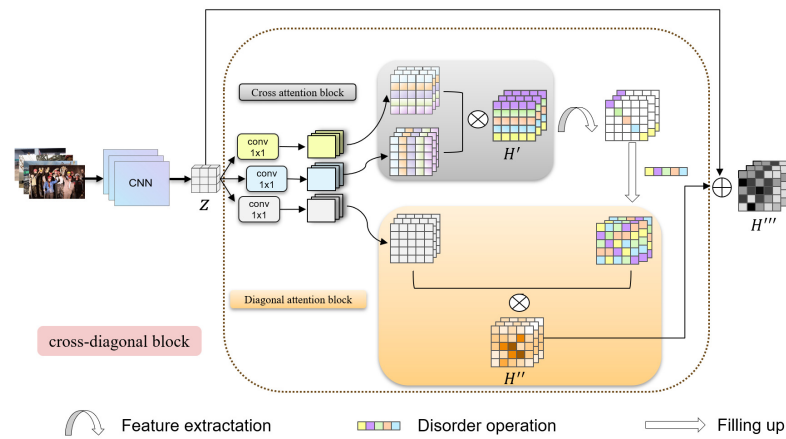 Cross attention block
conv
1x1
H'
CNN
conv
1x1
Z
conv
1x1
H'''
Diagonal attention block
cross-diagonal block
H''
Feature extractation
Disorder operation
Filling up